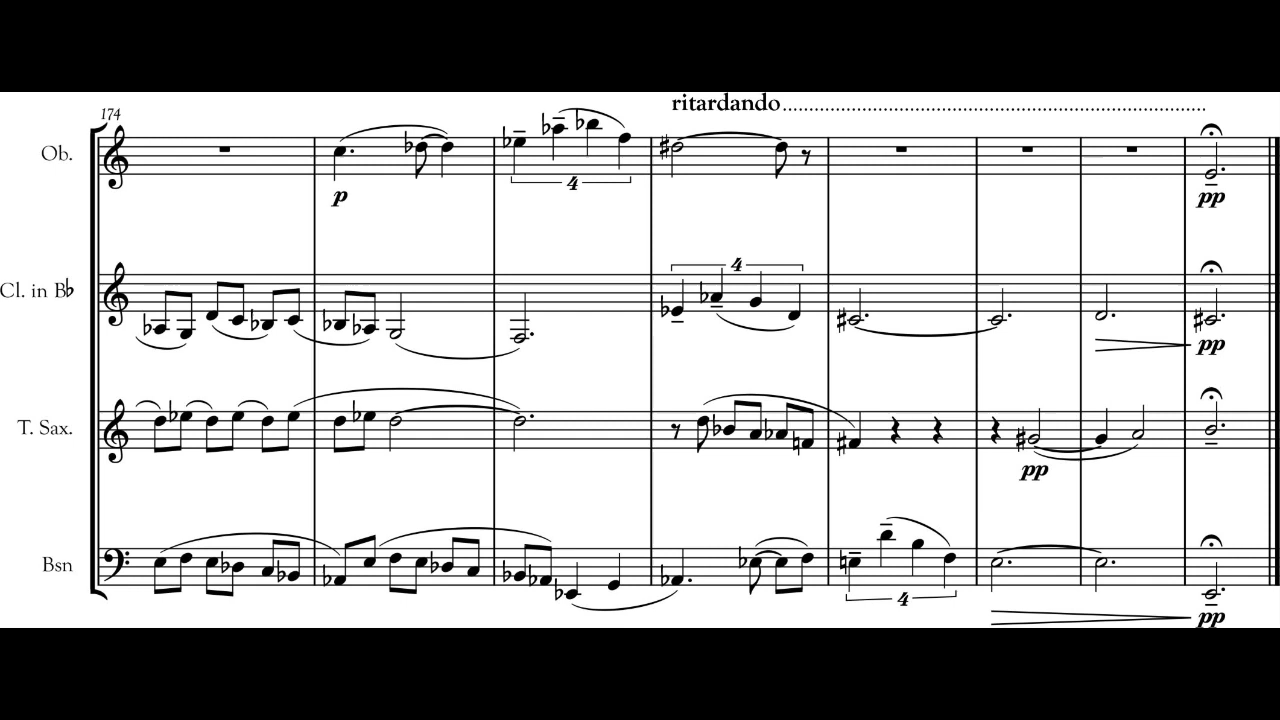 ritardando
174
Ob.
p
4
pp
Cl. in B♭
4
pp
T. Sax.
pp
Bsn
4
pp